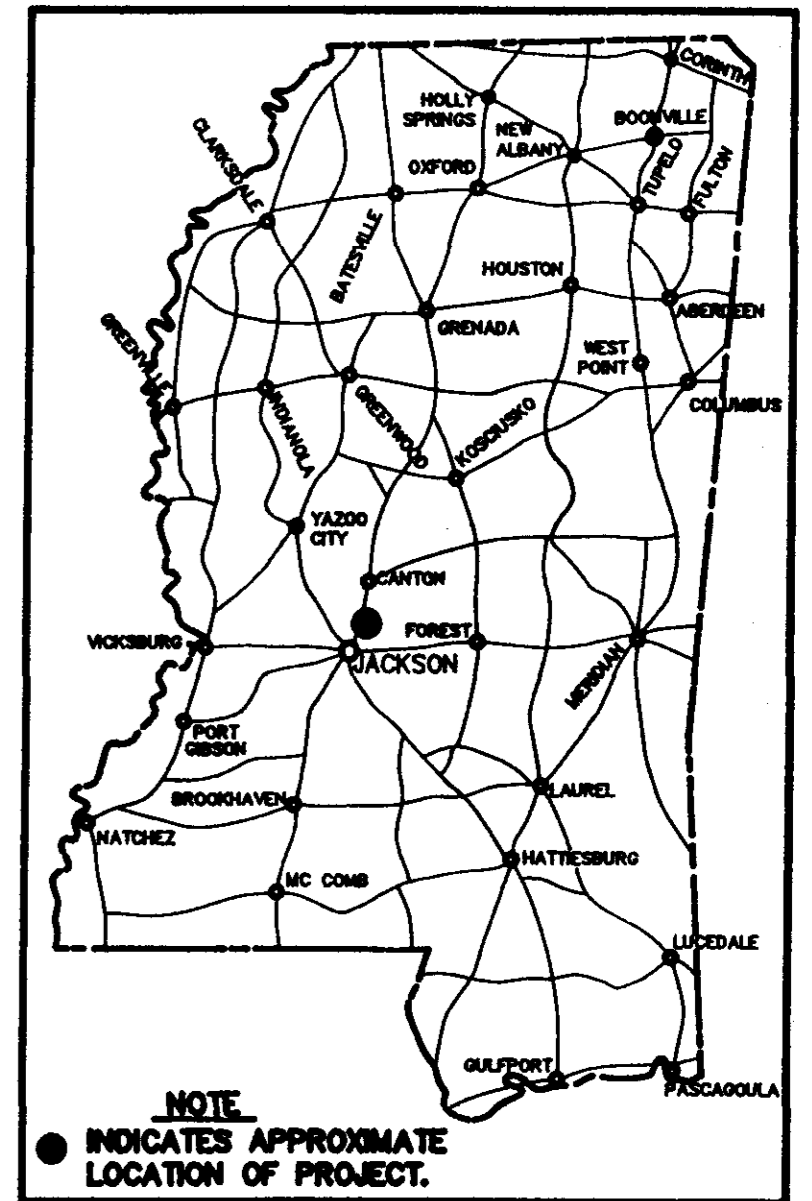 CORINTH
HOLLY
SPRINGS
NEW
ALBANY
BOONVILLE
CLARKSDALE
OXFORD
TUPELO
FULTON
BATESVILLE
HOUSTON
GRENADA
ABERDEEN
GREENVILLE
WEST
POINT
COLUMBUS
INDIANOLA
GREENWOOD
KOSCIUSKO
YAZOO
CITY
CANTON
VICKSBURG
FOREST
JACKSON
MERIDIAN
PORT
GIBSON
BROOKHAVEN
LAUREL
NATCHEZ
HATTIESBURG
MC COMB
LUCEDALE
GULFPORT
PASCAGOULA
NOTE
INDICATES APPROXIMATE
LOCATION OF PROJECT.